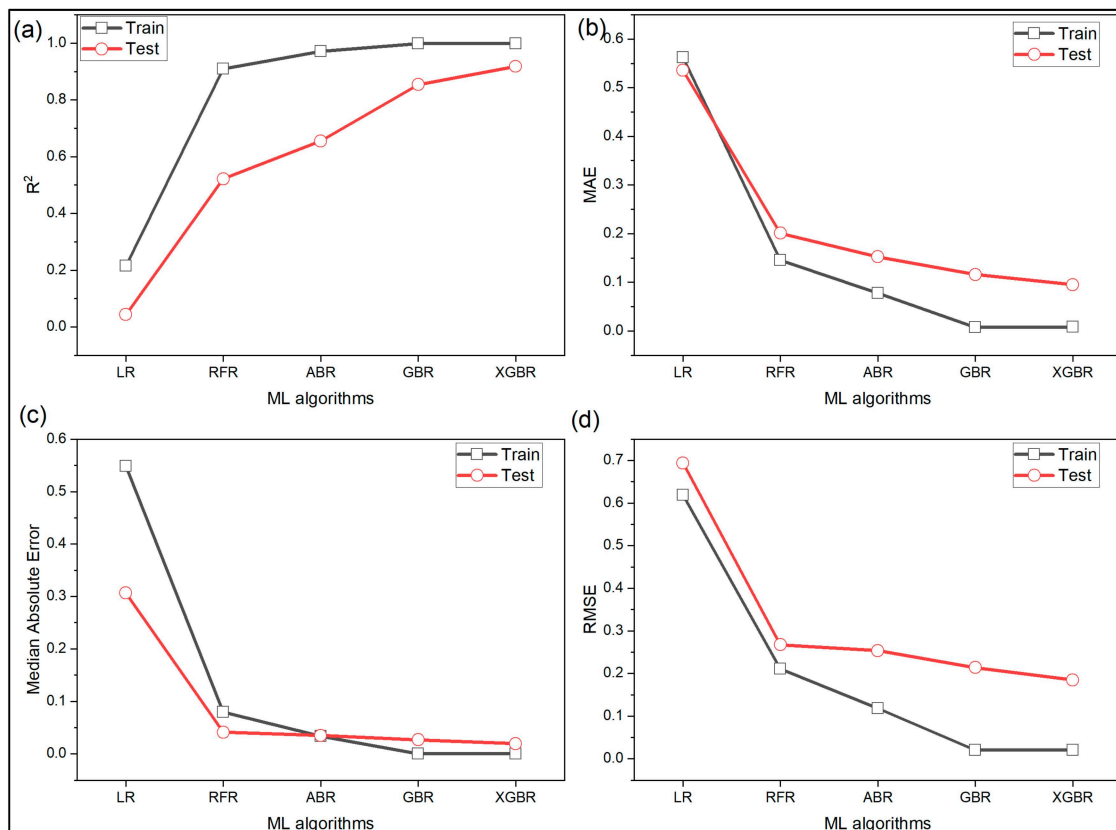 (a)
Train
Test
1.0
0.8
0.6
0.4
0.2
0.0
R²
LR RFR ABR GBR XGBR
ML algorithms
(b)
Train
Test
0.6
0.5
0.4
0.3
0.2
0.1
0.0
MAE
LR RFR ABR GBR XGBR
ML algorithms
(c)
Train
Test
0.6
0.5
0.4
0.3
0.2
0.1
0.0
Median Absolute Error
LR RFR ABR GBR XGBR
ML algorithms
(d)
Train
Test
0.7
0.6
0.5
0.4
0.3
0.2
0.1
0.0
RMSE
LR RFR ABR GBR XGBR
ML algorithms